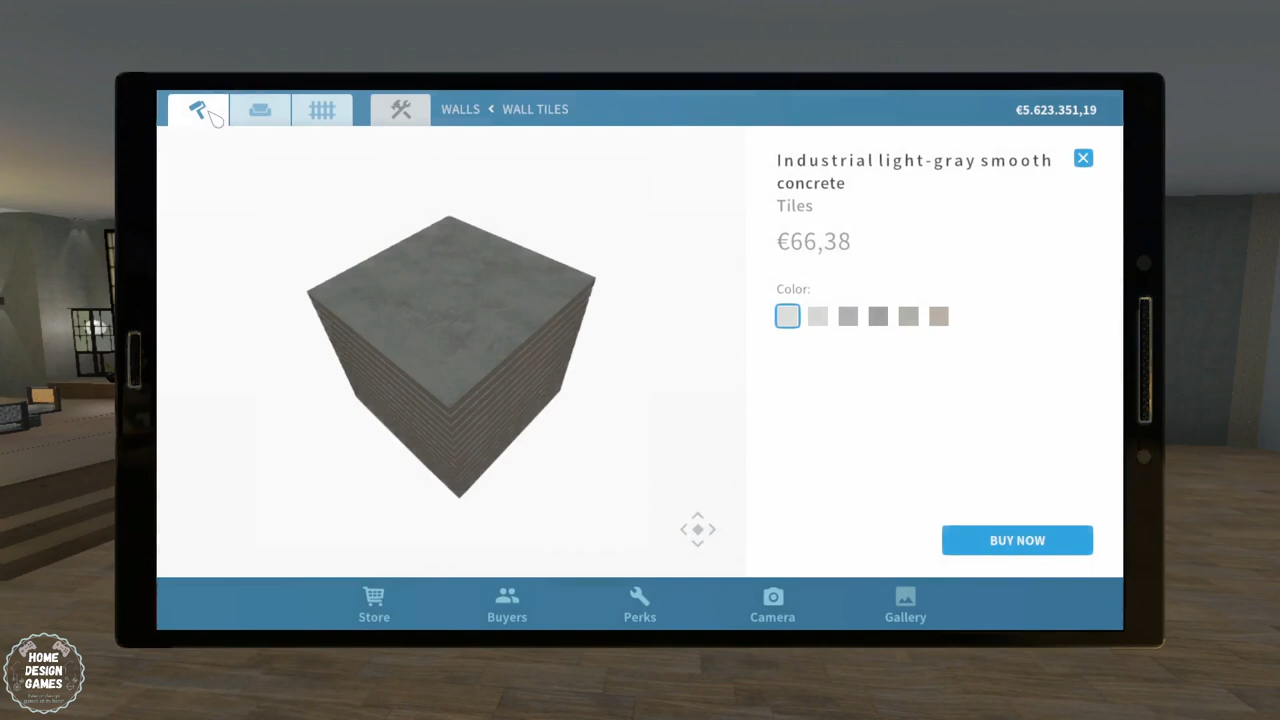 WALLS < WALL TILES
€5.623.351,19
Industrial light-gray smooth
concrete
Tiles
€66,38
Color:
BUY NOW
Store
Buyers
Perks
Camera
Gallery
HOME
DESIGN
GAMES